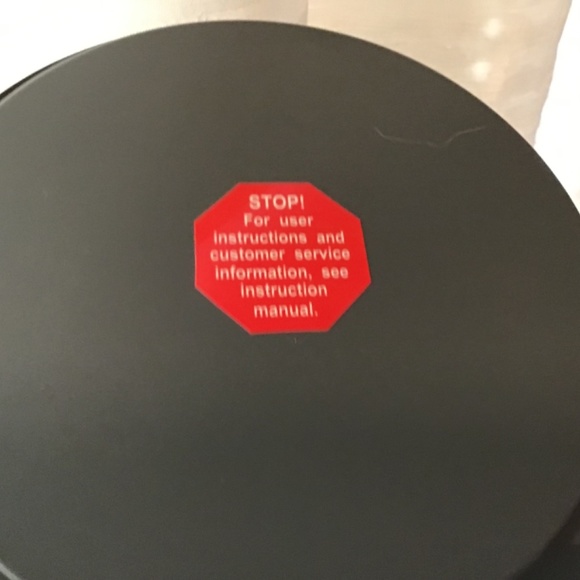 STOP!
For user
instructions and
customer service
information, see
instruction
manual.